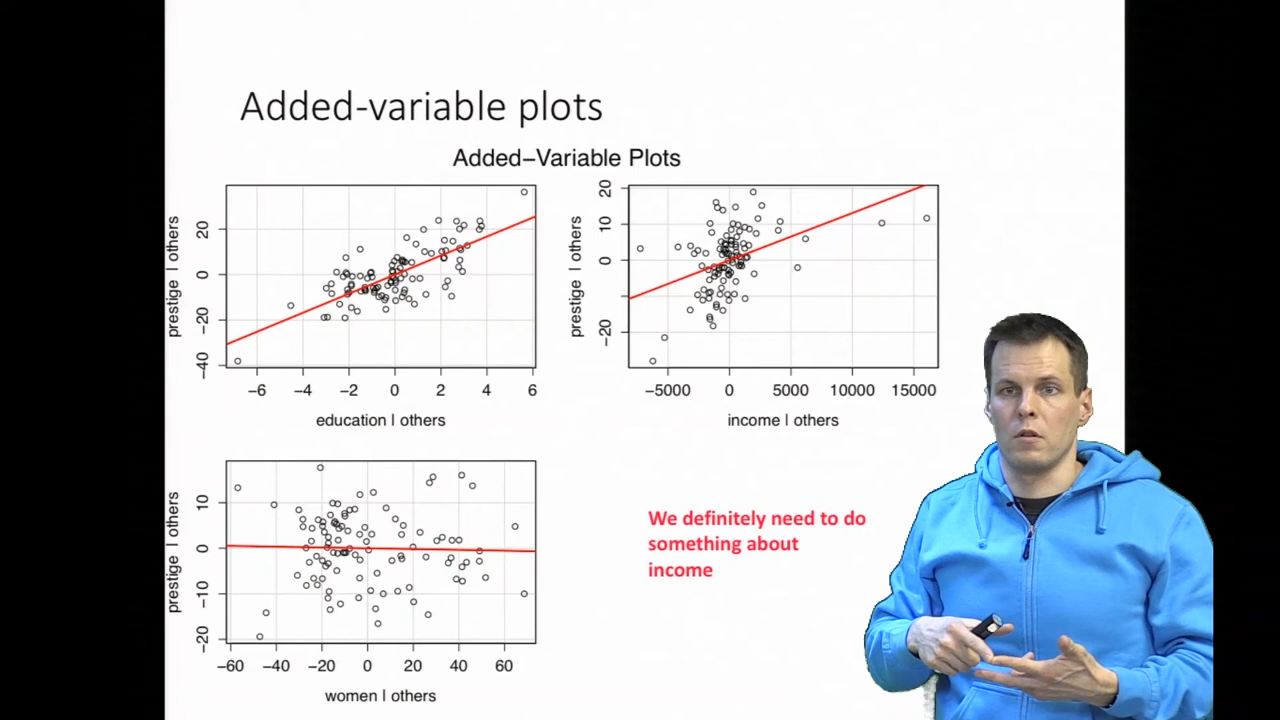 Added-variable plots
Added−Variable Plots
prestige | others
20
0
−20
−40
−6 −4 −2 0 2 4 6
education | others
prestige | others
20
10
0
−20
−5000 0 5000 10000 15000
income | others
prestige | others
10
0
−10
−20
−60 −40 −20 0 20 40 60
women | others
We definitely need to do
something about
income